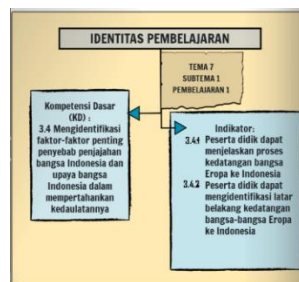 IDENTITAS PEMBELAJARAN
TEMA 7
SUBTEMA 1
PEMBELAJARAN 1
Kompetensi Dasar
(KD) :
3.4 Mengidentifikasi
faktor-faktor penting
penyebab penjajahan
bangsa Indonesia dan
upaya bangsa
Indonesia dalam
mempertahankan
kedaulatannya
Indikator:
3.4.1 Peserta didik dapat
menjelaskan proses
kedatangan bangsa
Eropa ke Indonesia
3.4.2 Peserta didik dapat
mengidentifikasi latar
belakang kedatangan
bangsa-bangsa Eropa
ke Indonesia